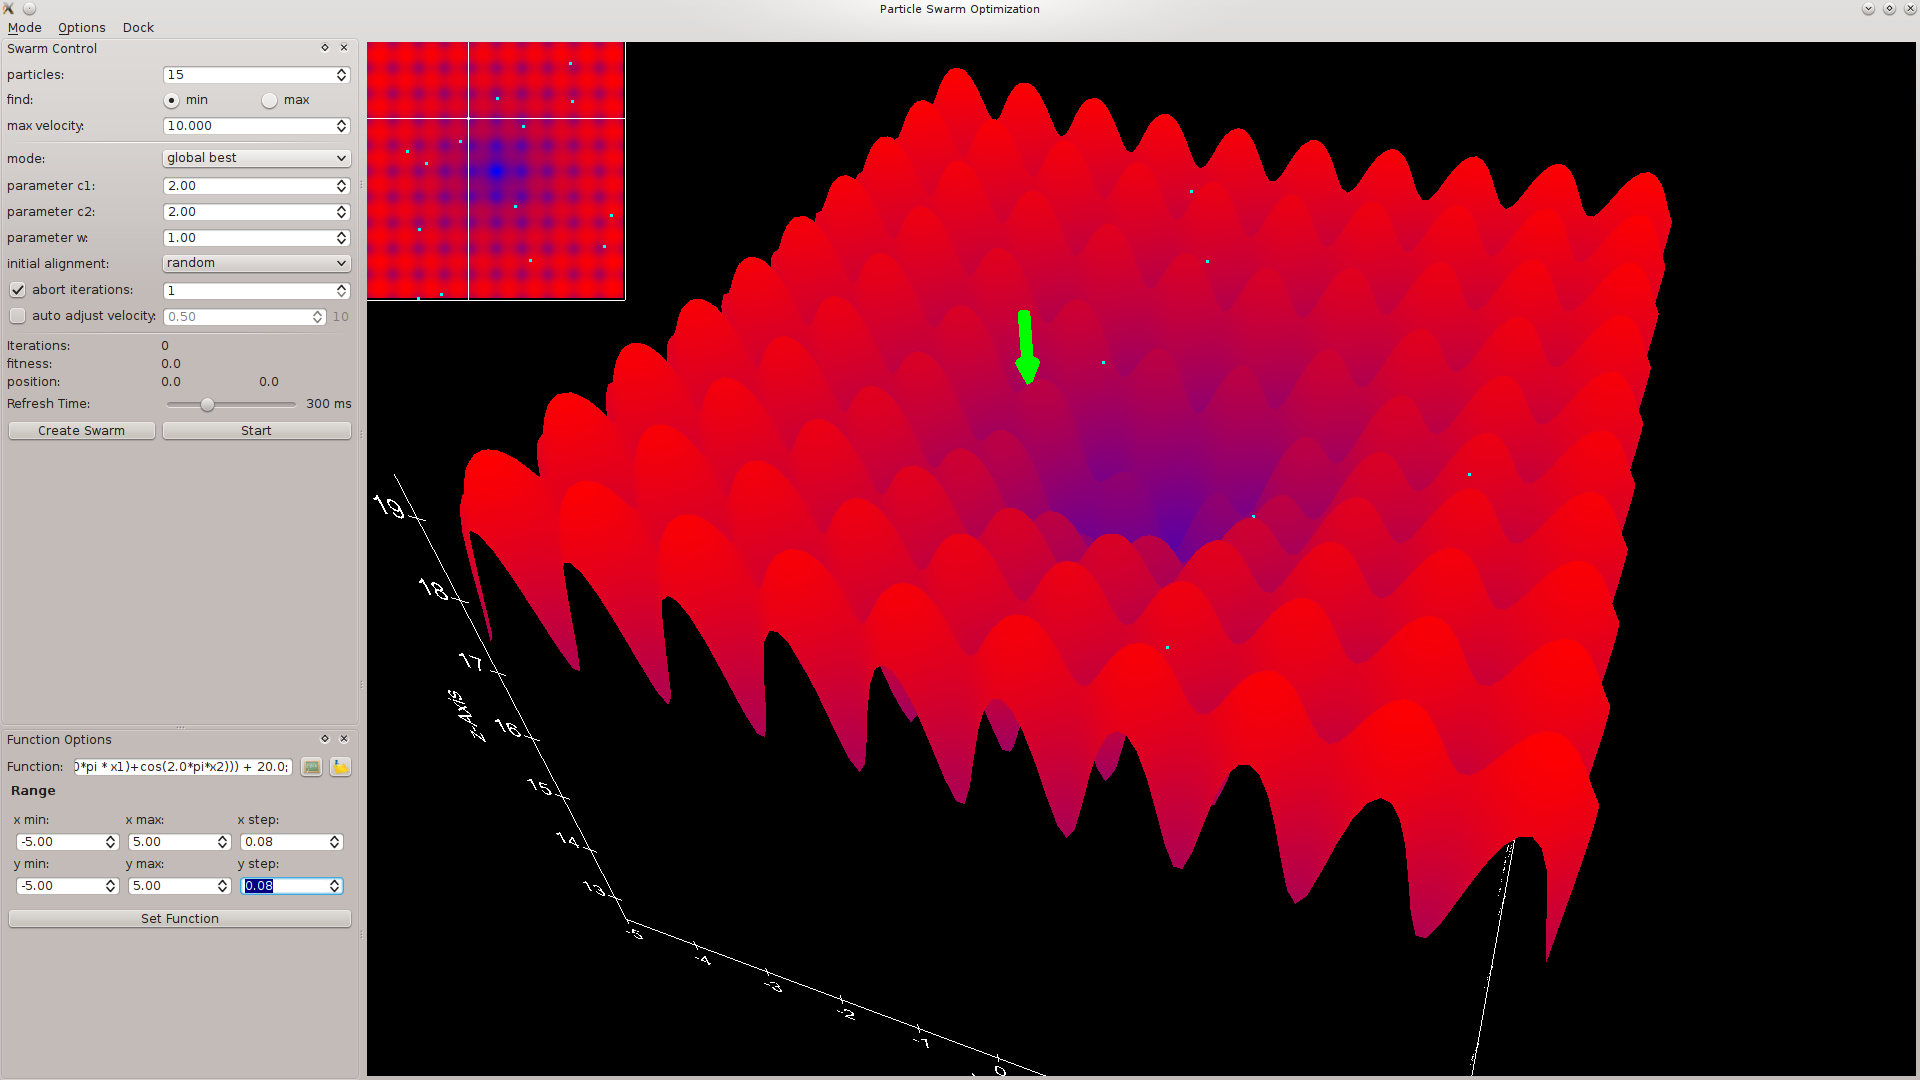 Particle Swarm Optimization
Mode Options Dock
Swarm Control
particles: 15
find: min max
max velocity: 10.000
mode: global best
parameter c1: 2.00
parameter c2: 2.00
parameter w: 1.00
initial alignment: random
abort iterations: 1
auto adjust velocity: 0.50 10
Iterations: 0
fitness: 0.0
position: 0.0 0.0
Refresh Time: 300 ms
Create Swarm Start
Function Options
Function: *pi * x1)+cos(2.0*pi*x2))) + 20.0;
Range
x min: x max: x step:
-5.00 5.00 0.08
y min: y max: y step:
-5.00 5.00 0.08
Set Function
19
18
17
Z-Axis
16
15
14
13
-5
-4
-3
-2
-1
0